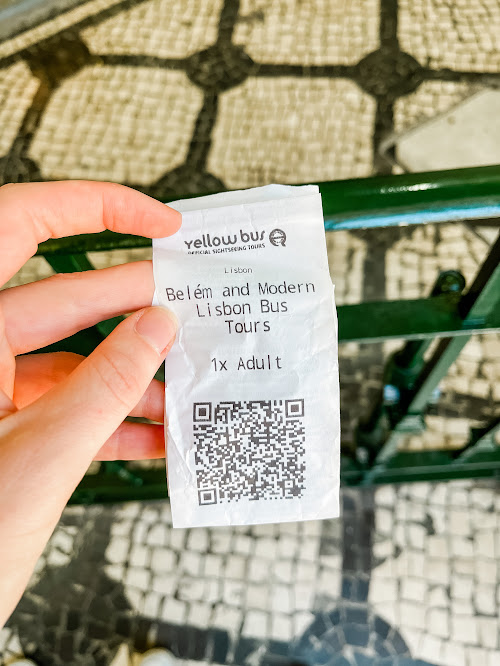 Yellow bus
OFFICIAL SIGHTSEEING TOURS
Lisbon
Belém and Modern
Lisbon Bus
Tours
1x Adult